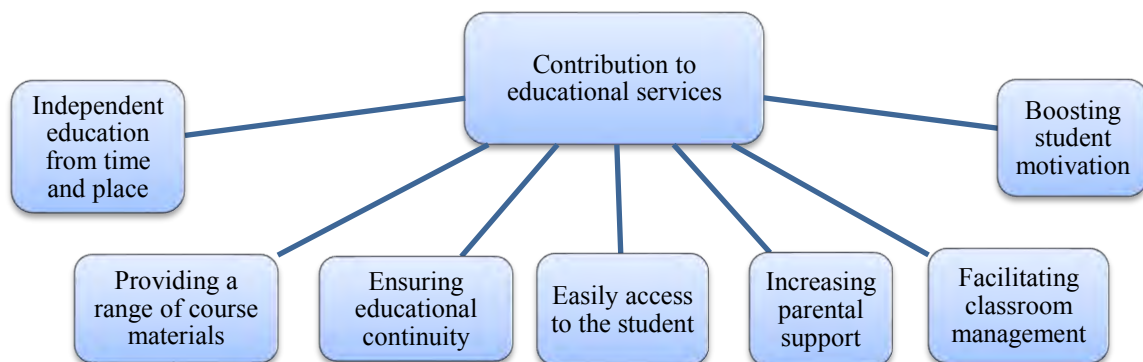 Contribution to
educational services
Independent
education
from time
and place
Boosting
student
motivation
Providing a
range of course
materials
Ensuring
educational
continuity
Easily access
to the student
Increasing
parental
support
Facilitating
classroom
management